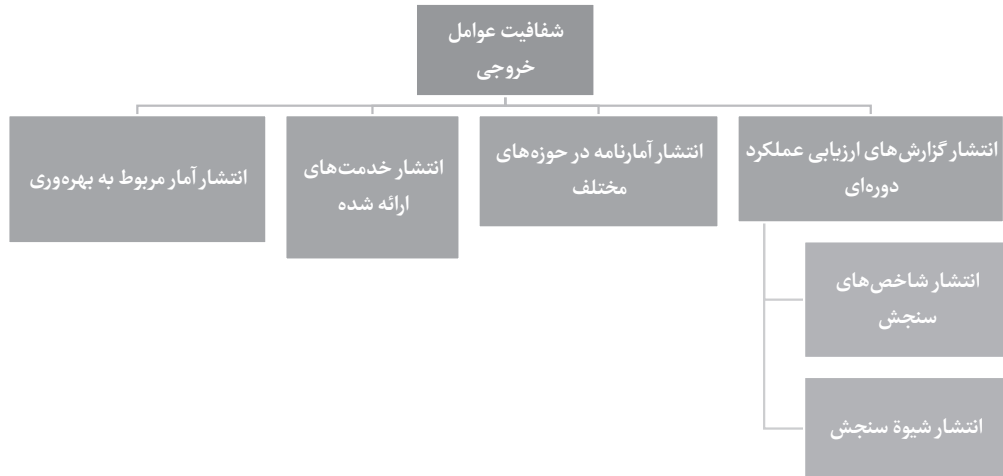 شفافیت عوامل
خروجی
انتشار گزارش‌های ارزیابی عملکرد
دوره‌ای
انتشار آمارنامه در حوزه‌های
مختلف
انتشار خدمت‌های
ارائه شده
انتشار آمار مربوط به بهره‌وری
انتشار شاخص‌های
سنجش
انتشار شیوهٔ سنجش